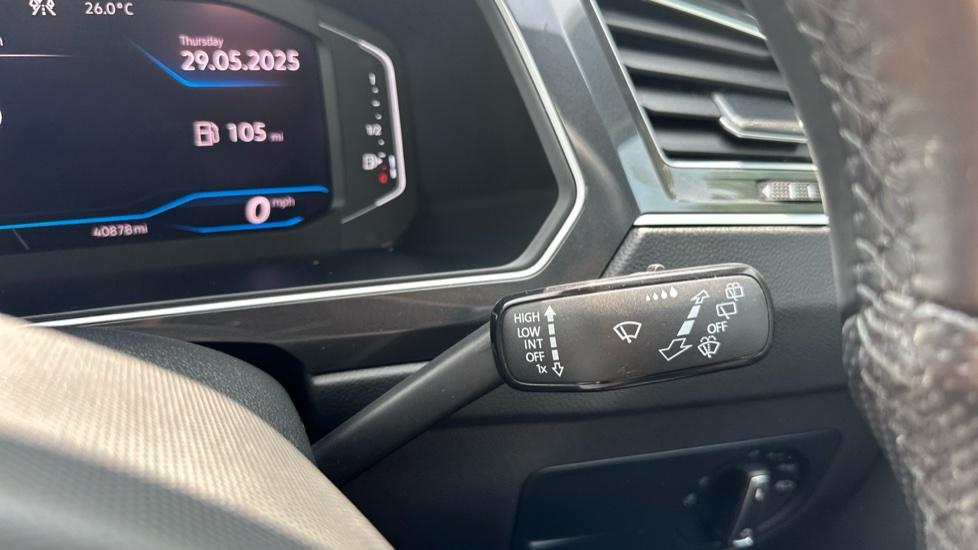 26.0°C
Thursday
29.05.2025
105 mi
1
1/2
0 mph
40878 mi
HIGH
LOW
INT
OFF
1x
OFF